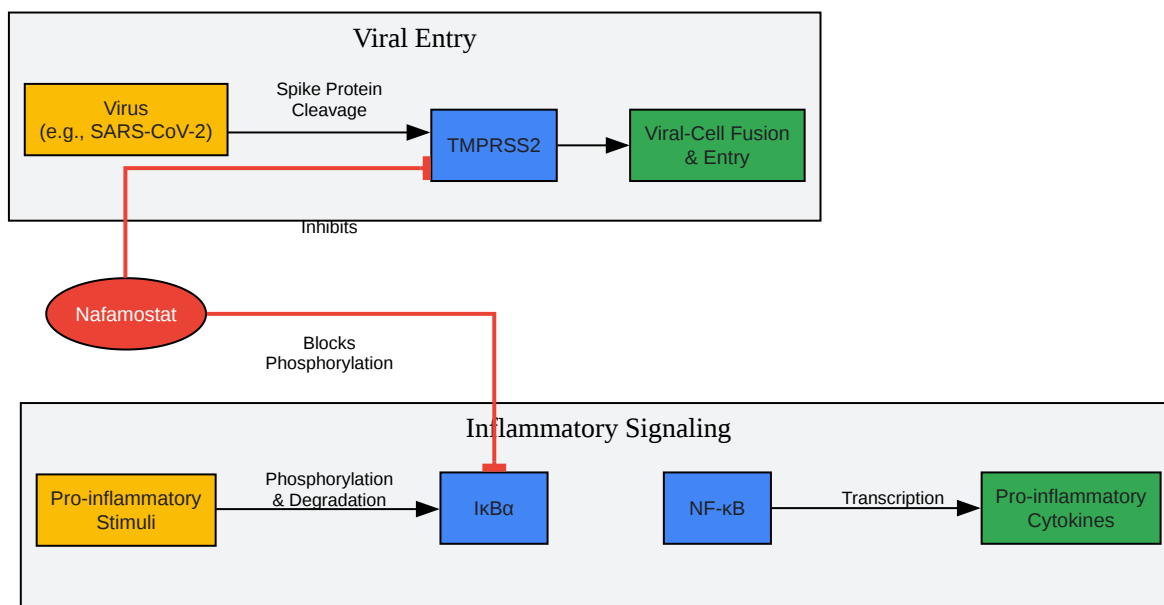 Viral Entry
Virus
(e.g., SARS-CoV-2)
Spike Protein
Cleavage
TMPRSS2
Viral-Cell Fusion
& Entry
Inhibits
Nafamostat
Blocks
Phosphorylation
Inflammatory Signaling
Pro-inflammatory
Stimuli
Phosphorylation
& Degradation
IκBα
NF-κB
Transcription
Pro-inflammatory
Cytokines